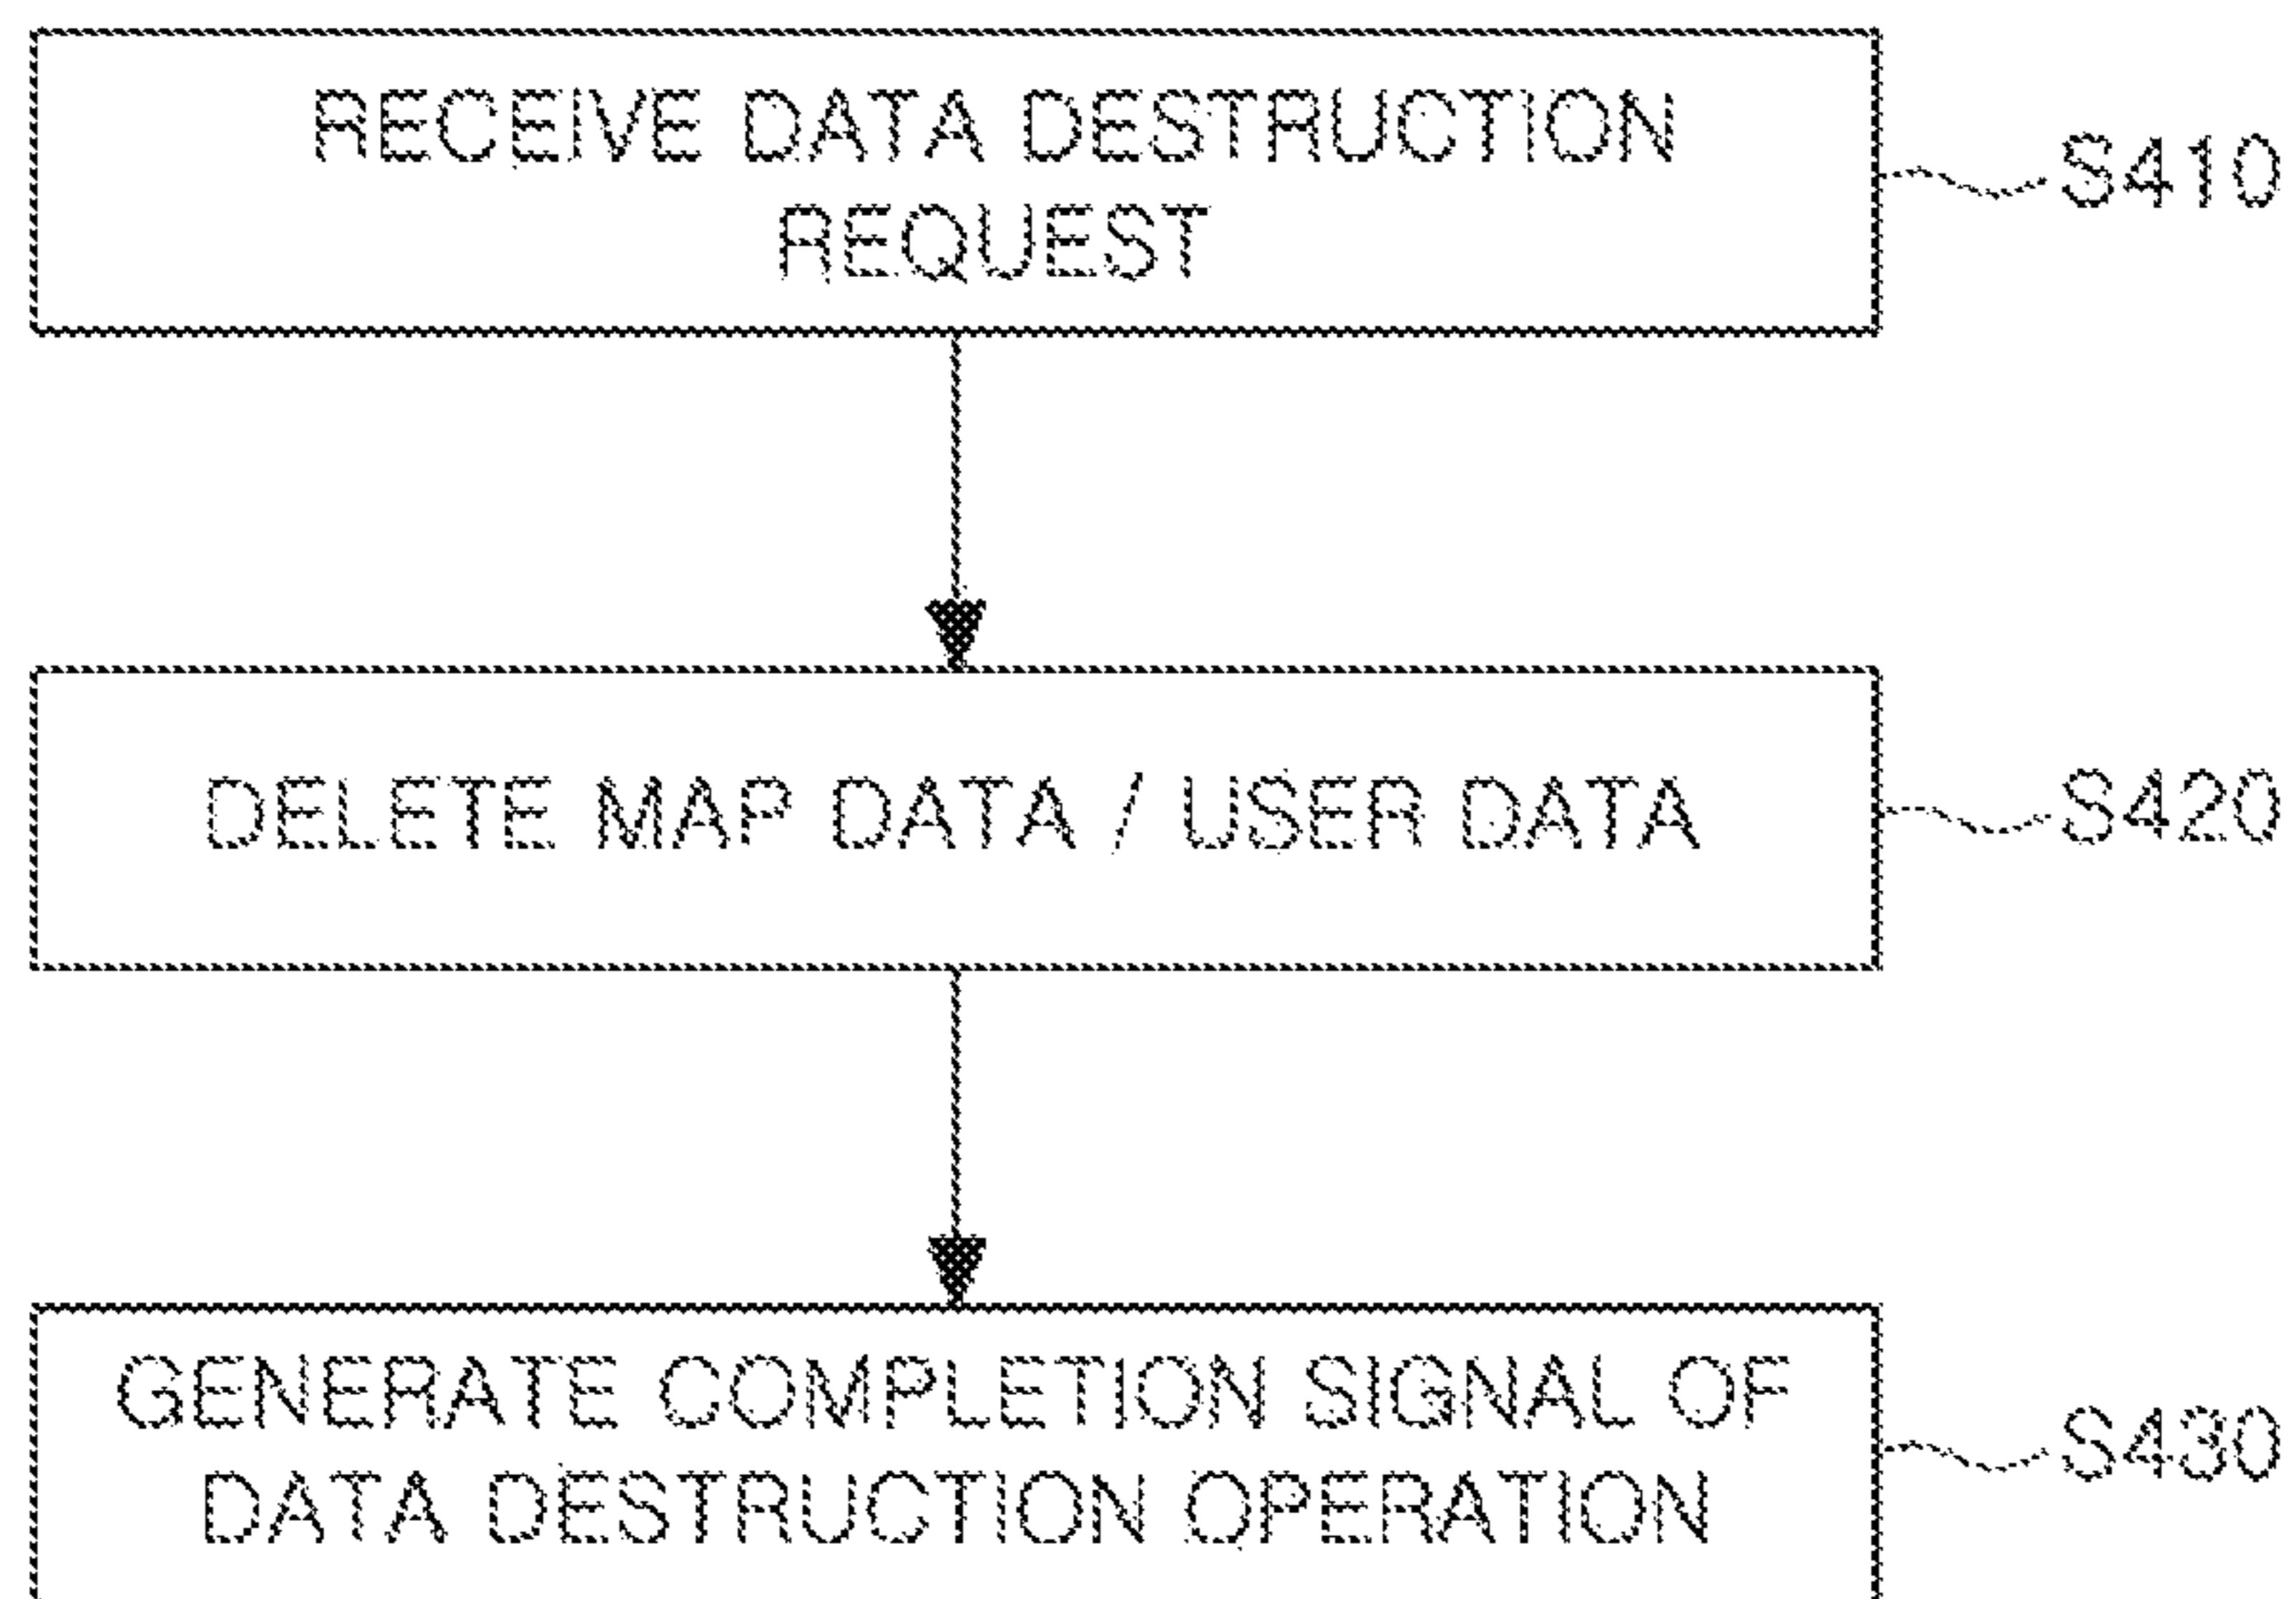 RECEIVE DATA DESTRUCTION
REQUEST
S410
DELETE MAP DATA / USER DATA
S420
GENERATE COMPLETION SIGNAL OF
DATA DESTRUCTION OPERATION
S430